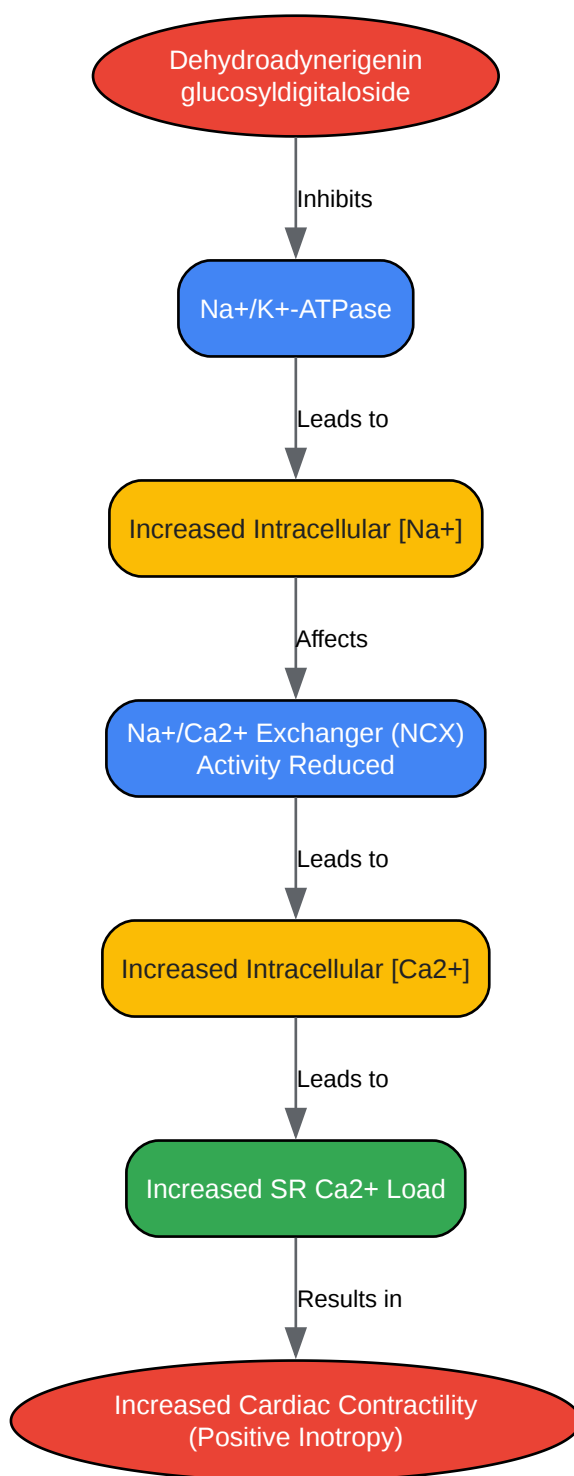 Dehydroadynerigenin
glucosyldigitaloside
Inhibits
Na+/K+-ATPase
Leads to
Increased Intracellular [Na+]
Affects
Na+/Ca2+ Exchanger (NCX)
Activity Reduced
Leads to
Increased Intracellular [Ca2+]
Leads to
Increased SR Ca2+ Load
Results in
Increased Cardiac Contractility
(Positive Inotropy)